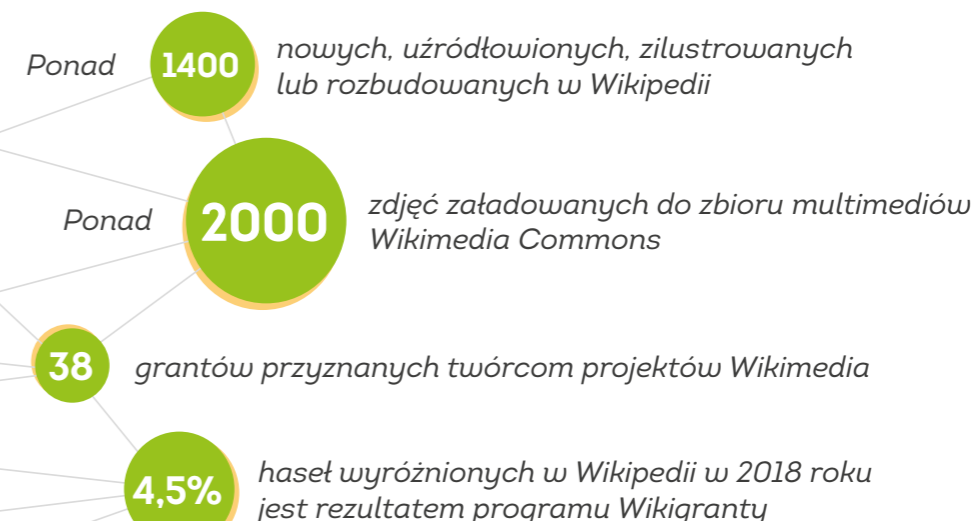 Ponad 1400 nowych, uźródłowionych, zilustrowanych
lub rozbudowanych w Wikipedii
Ponad 2000 zdjęć załadowanych do zbioru multimediów
Wikimedia Commons
38 grantów przyznanych twórcom projektów Wikimedia
4,5% haseł wyróżnionych w Wikipedii w 2018 roku
jest rezultatem programu Wikigranty